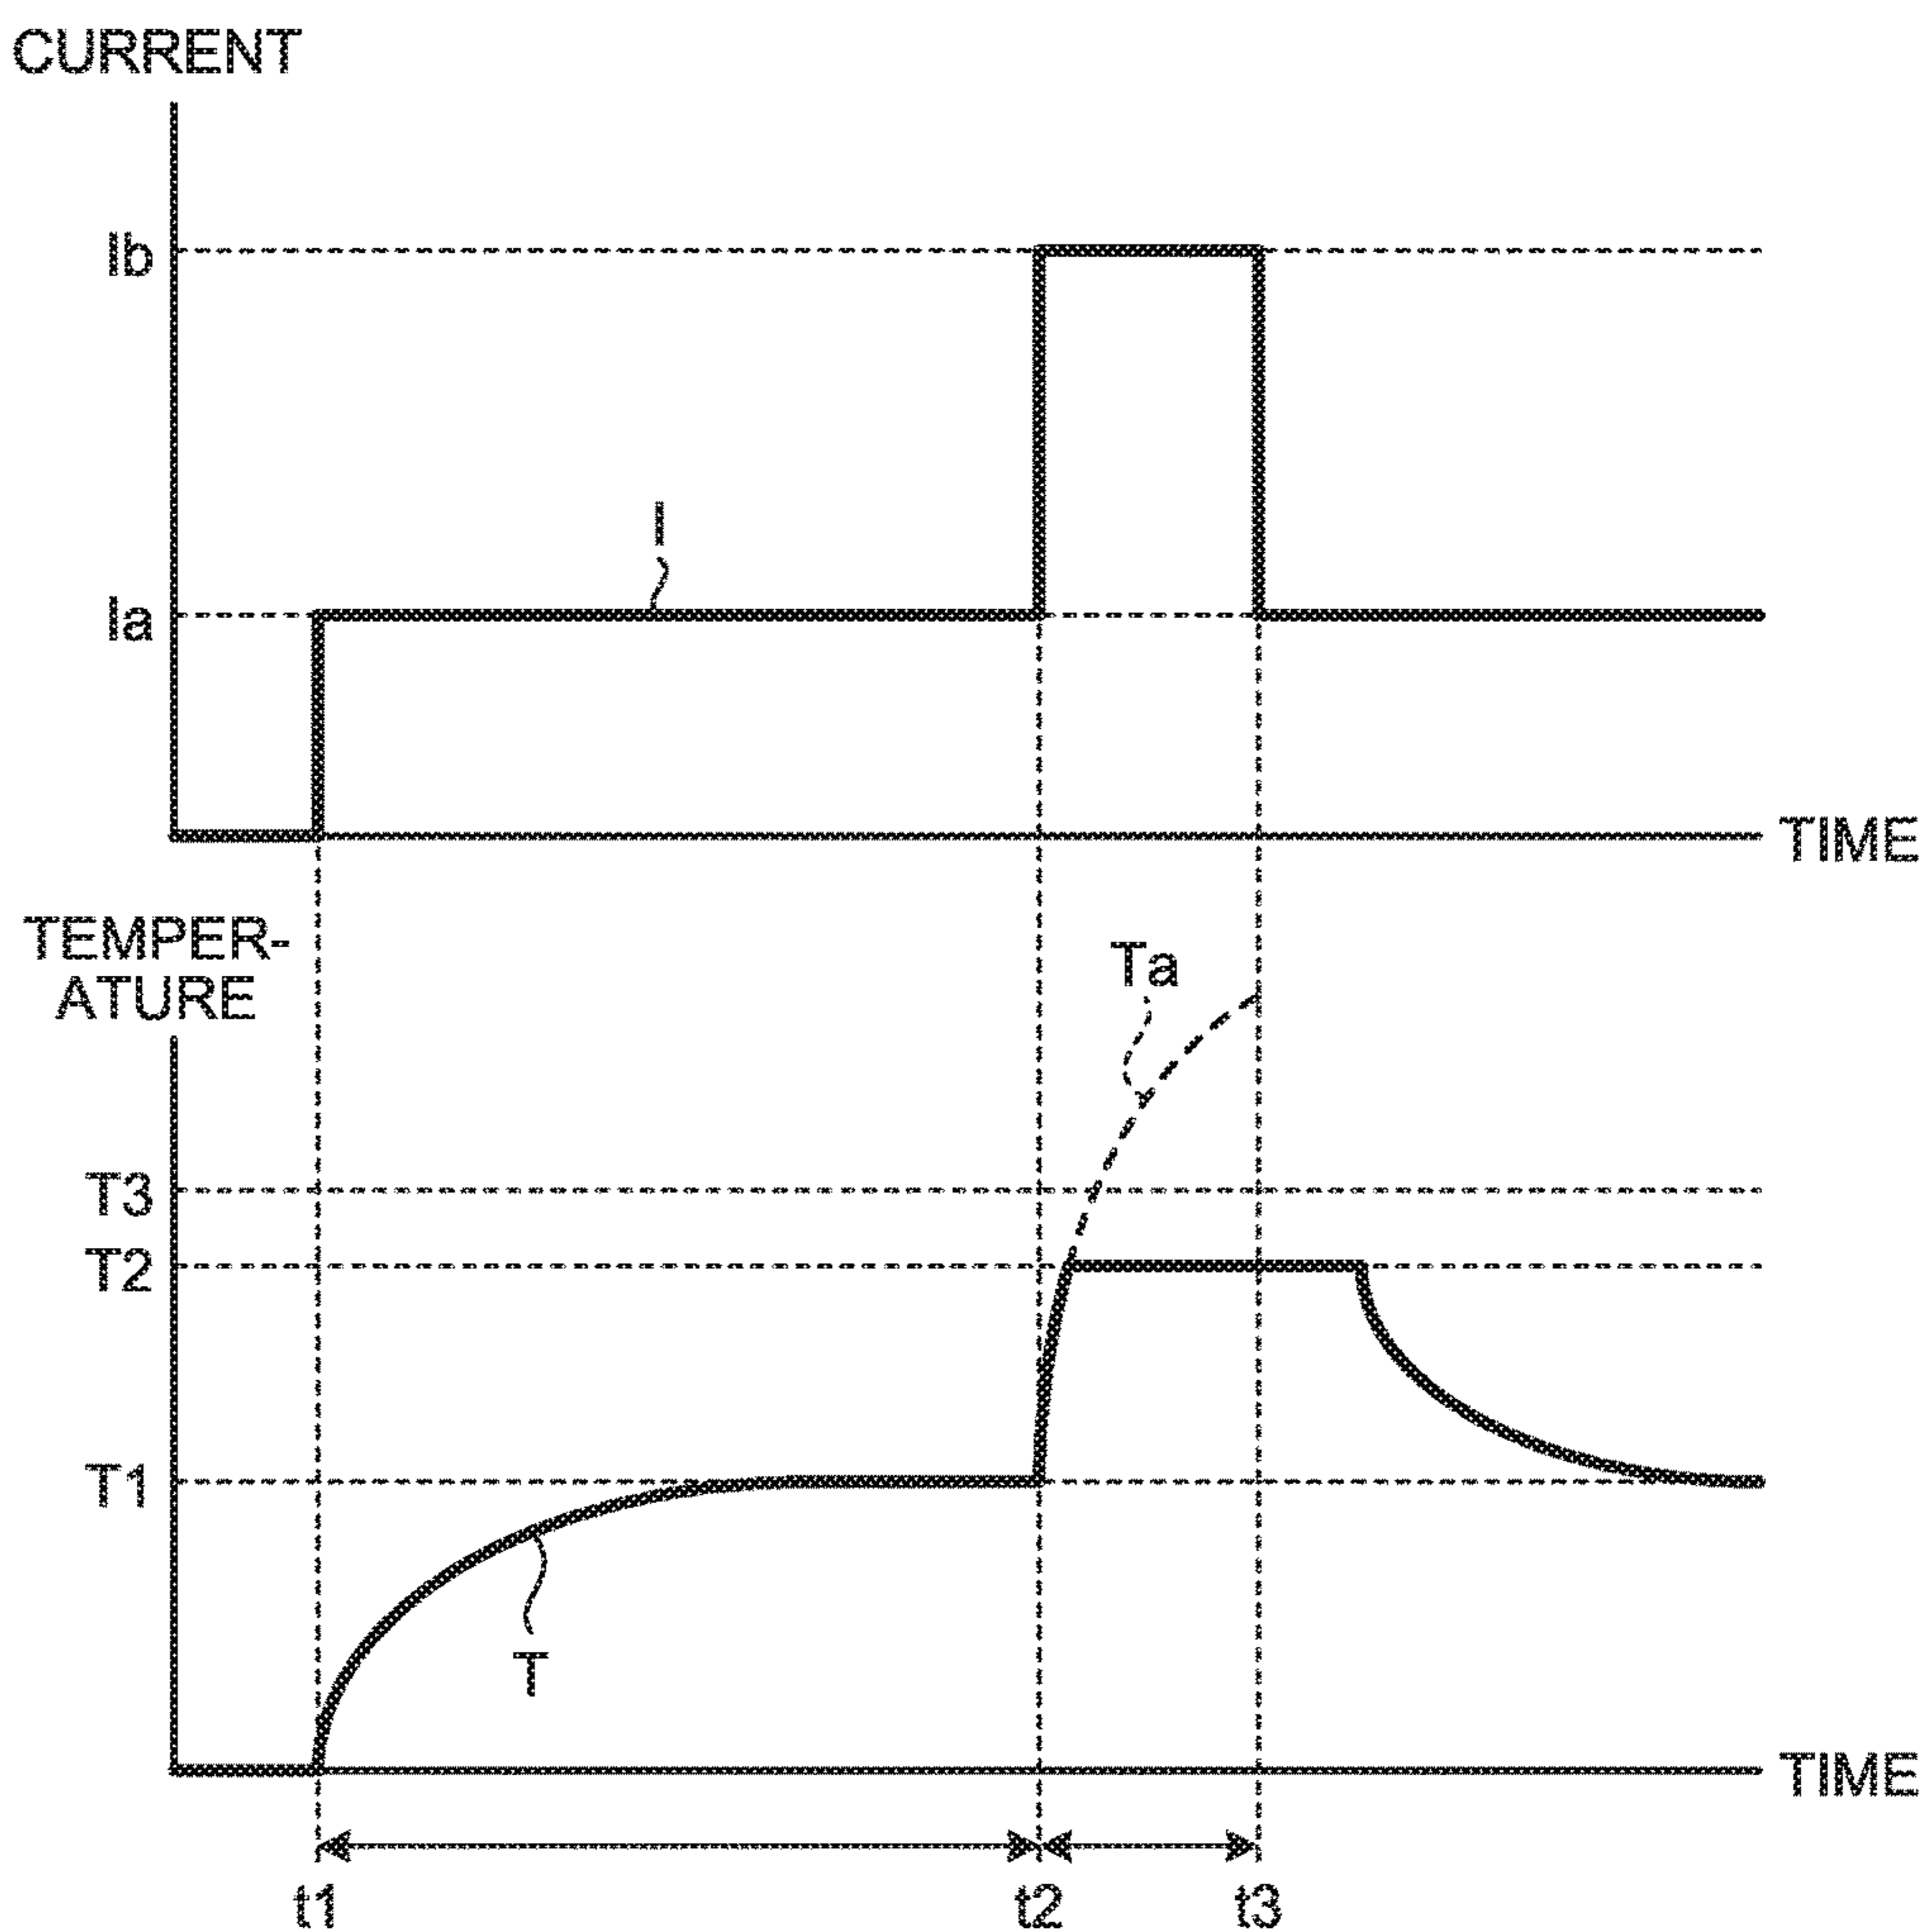 CURRENT
Ib
I
Ia
TIME
TEMPER-
ATURE
Ta
T3
T2
T1
T
TIME
t1 t2 t3